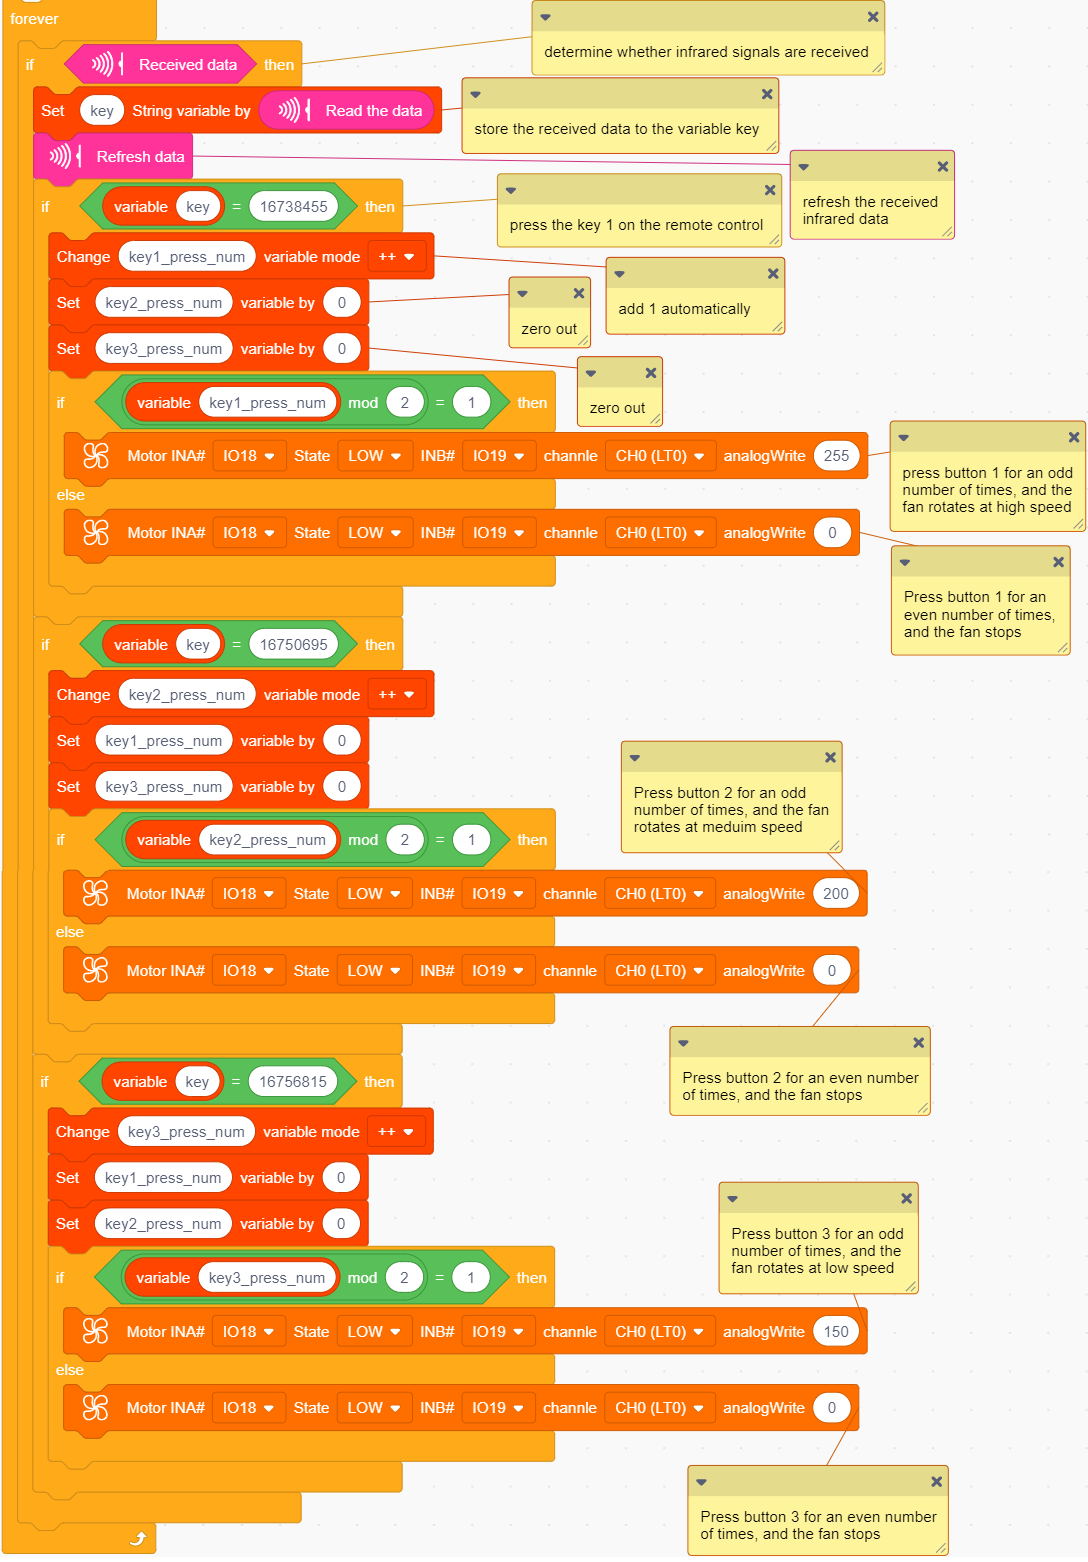 forever
if Received data then
determine whether infrared signals are received
Set key String variable by Read the data
store the received data to the variable key
Refresh data
refresh the received
infrared data
if variable key = 16738455 then
press the key 1 on the remote control
Change key1_press_num variable mode ++
add 1 automatically
Set key2_press_num variable by 0
zero out
Set key3_press_num variable by 0
zero out
if variable key1_press_num mod 2 = 1 then
Motor INA# IO18 State LOW INB# IO19 channle CH0 (LT0) analogWrite 255
press button 1 for an odd
number of times, and the
fan rotates at high speed
else
Motor INA# IO18 State LOW INB# IO19 channle CH0 (LT0) analogWrite 0
Press button 1 for an
even number of times,
and the fan stops
if variable key = 16750695 then
Change key2_press_num variable mode ++
Set key1_press_num variable by 0
Set key3_press_num variable by 0
Press button 2 for an odd
number of times, and the fan
rotates at meduim speed
if variable key2_press_num mod 2 = 1 then
Motor INA# IO18 State LOW INB# IO19 channle CH0 (LT0) analogWrite 200
else
Motor INA# IO18 State LOW INB# IO19 channle CH0 (LT0) analogWrite 0
Press button 2 for an even number
of times, and the fan stops
if variable key = 16756815 then
Change key3_press_num variable mode ++
Set key1_press_num variable by 0
Set key2_press_num variable by 0
Press button 3 for an odd
number of times, and the
fan rotates at low speed
if variable key3_press_num mod 2 = 1 then
Motor INA# IO18 State LOW INB# IO19 channle CH0 (LT0) analogWrite 150
else
Motor INA# IO18 State LOW INB# IO19 channle CH0 (LT0) analogWrite 0
Press button 3 for an even number
of times, and the fan stops